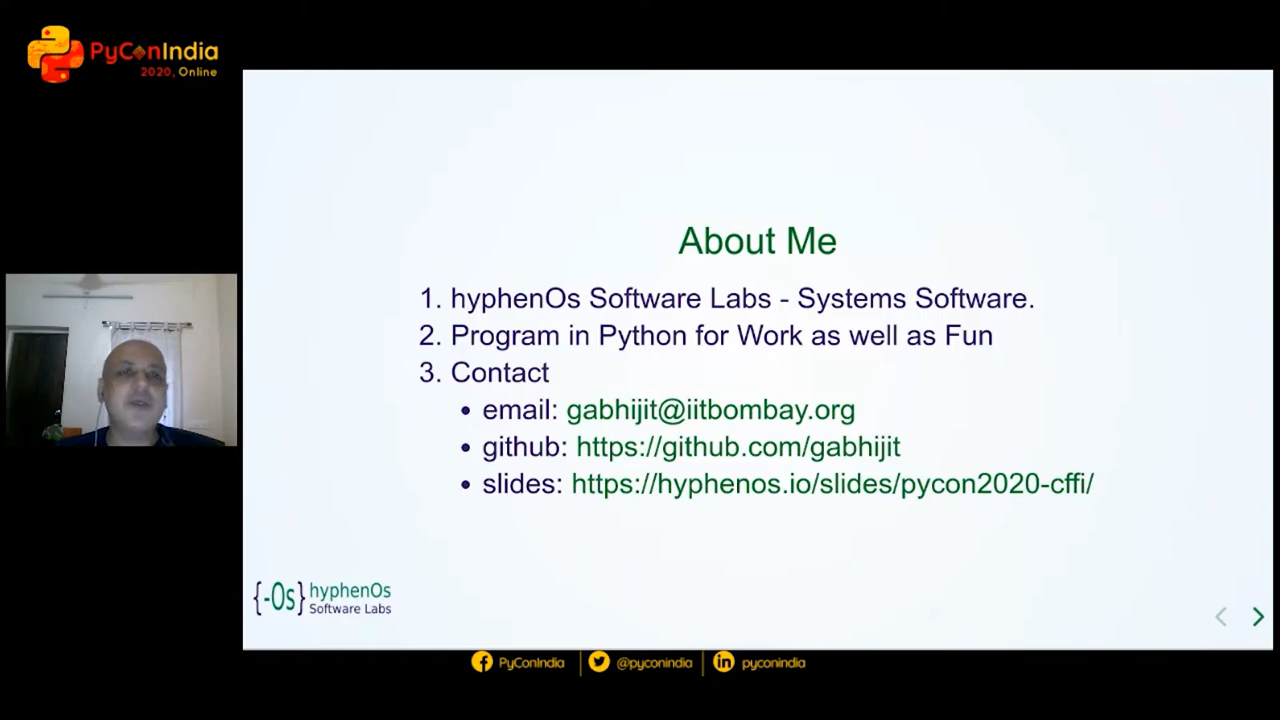 PyConIndia
2020, Online
About Me
1. hyphenOs Software Labs - Systems Software.
2. Program in Python for Work as well as Fun
3. Contact
• email: gabhijit@iitbombay.org
• github: https://github.com/gabhijit
• slides: https://hyphenos.io/slides/pycon2020-cffi/
{-Os} hyphenOs
Software Labs
PyConIndia @pyconindia pyconindia